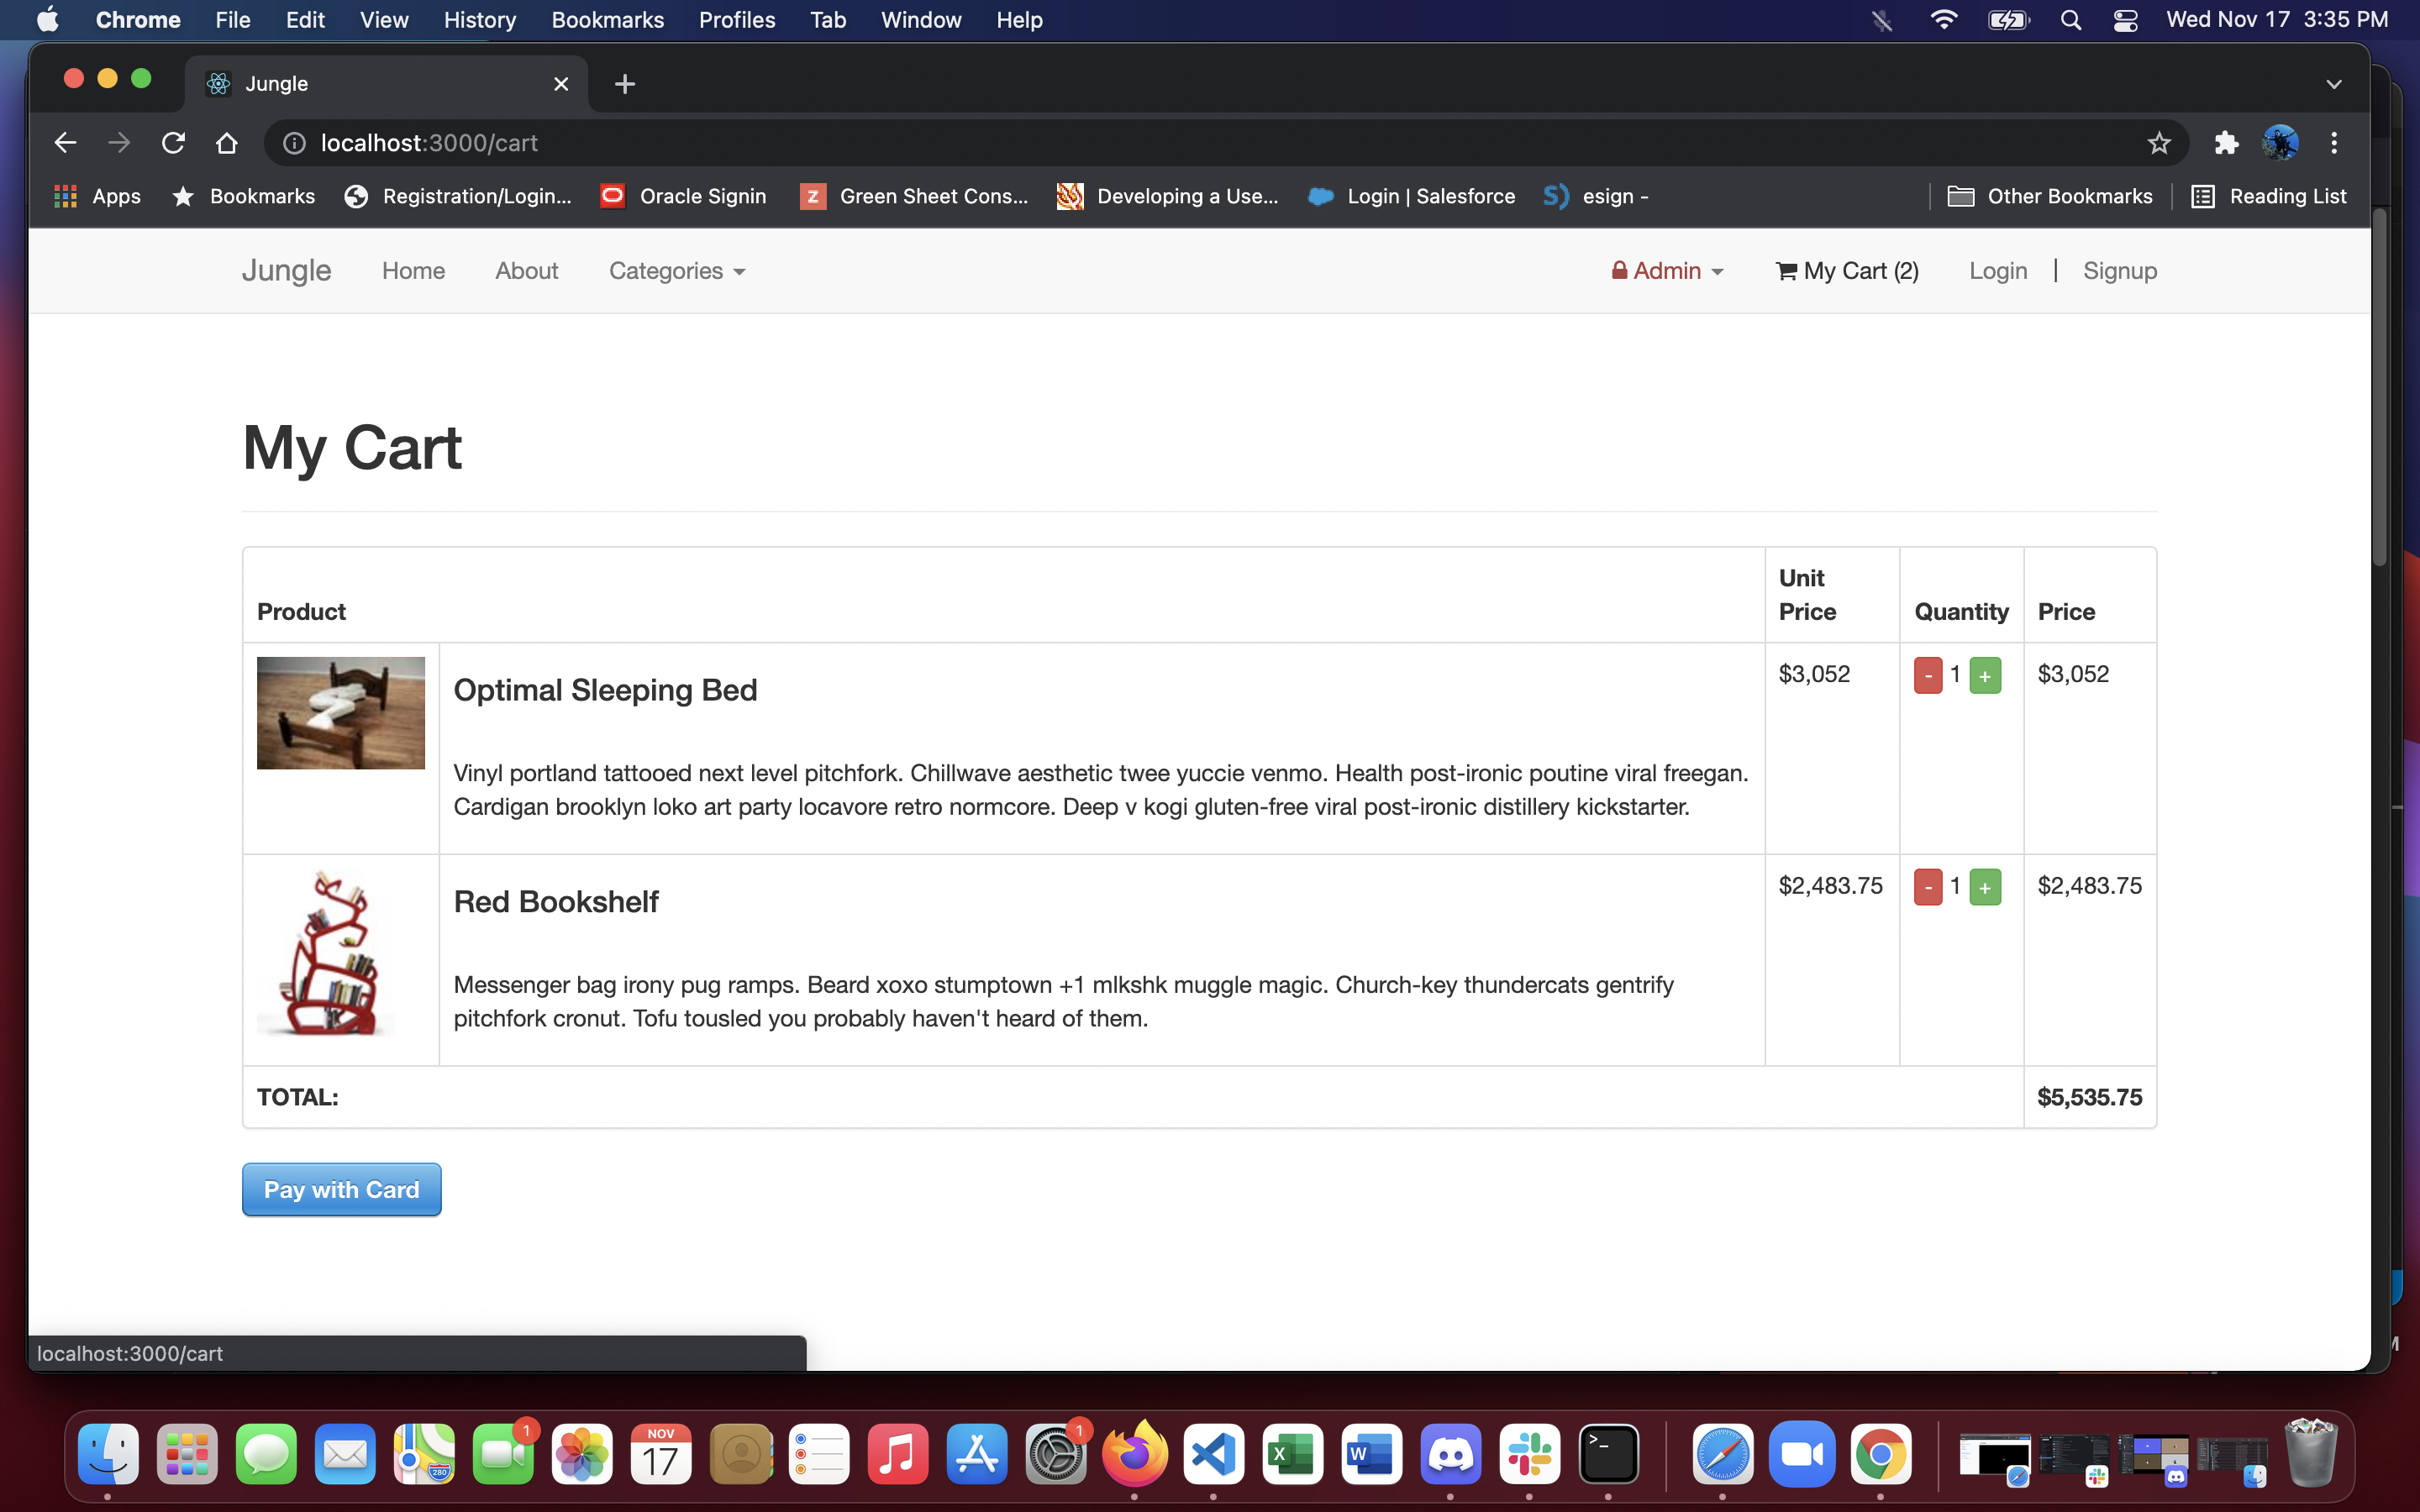 Chrome File Edit View History Bookmarks Profiles Tab Window Help Wed Nov 17 3:35 PM
Jungle
localhost:3000/cart
Apps Bookmarks Registration/Login... Oracle Signin Green Sheet Cons... Developing a Use... Login | Salesforce esign - Other Bookmarks Reading List
Jungle Home About Categories Admin My Cart (2) Login | Signup
My Cart
Product Unit Price Quantity Price
Optimal Sleeping Bed $3,052 - 1 + $3,052
Vinyl portland tattooed next level pitchfork. Chillwave aesthetic twee yuccie venmo. Health post-ironic poutine viral freegan.
Cardigan brooklyn loko art party locavore retro normcore. Deep v kogi gluten-free viral post-ironic distillery kickstarter.
Red Bookshelf $2,483.75 - 1 + $2,483.75
Messenger bag irony pug ramps. Beard xoxo stumptown +1 mlkshk muggle magic. Church-key thundercats gentrify
pitchfork cronut. Tofu tousled you probably haven't heard of them.
TOTAL: $5,535.75
Pay with Card
localhost:3000/cart
280 1 NOV 17 1 X W >_